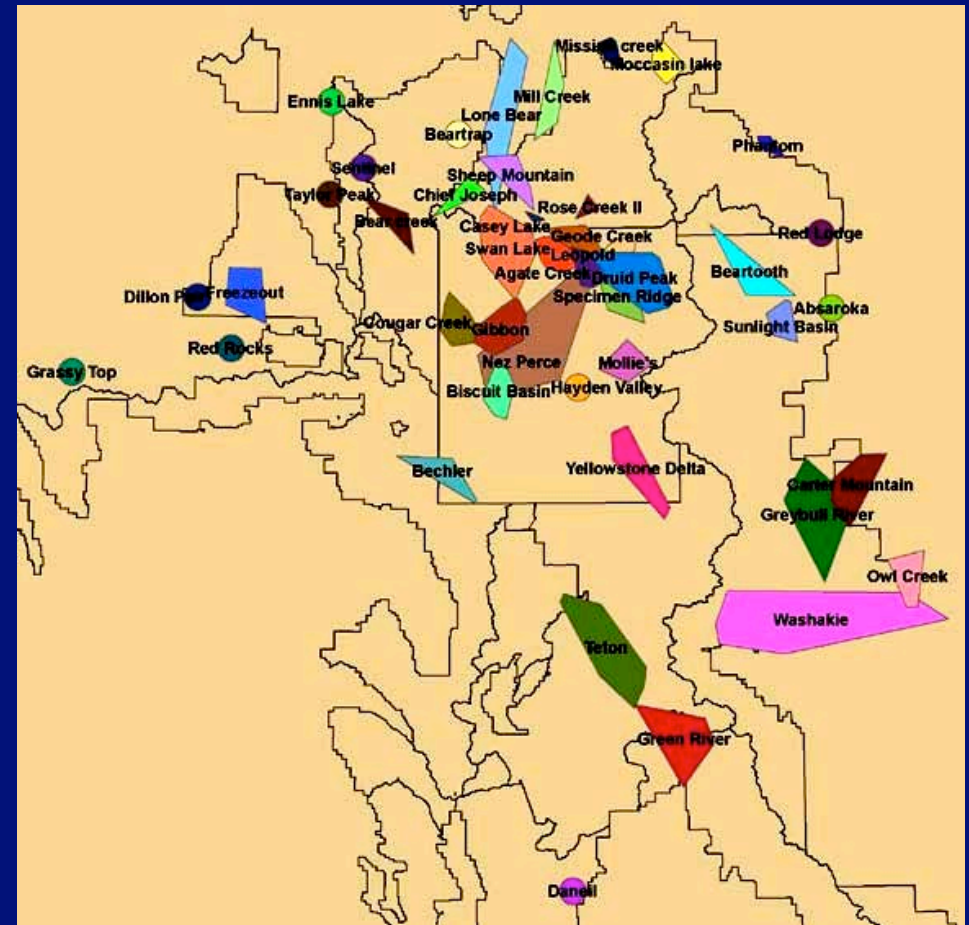 Mission creek
Moccasin lake
Ennis Lake
Mill Creek
Lone Bear
Beartrap
Phantom
Sentinel
Sheep Mountain
Taylor Peak
Chief Joseph
Rose Creek II
Bear creek
Casey Lake
Geode Creek
Red Lodge
Swan Lake
Leopold
Agate Creek
Druid Peak
Beartooth
Dillon
Freezeout
Specimen Ridge
Absaroka
Cougar Creek
Gibbon
Sunlight Basin
Red Rocks
Nez Perce
Mollie's
Grassy Top
Biscuit Basin
Hayden Valley
Bechler
Yellowstone Delta
Carter Mountain
Greybull River
Owl Creek
Washakie
Teton
Green River
Daniel